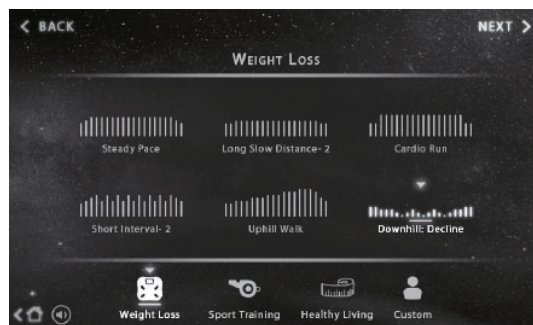 BACK
NEXT
WEIGHT LOSS
Steady Pace
Long Slow Distance- 2
Cardio Run
Short Interval- 2
Uphill Walk
Downhill: Decline
Weight Loss
Sport Training
Healthy Living
Custom